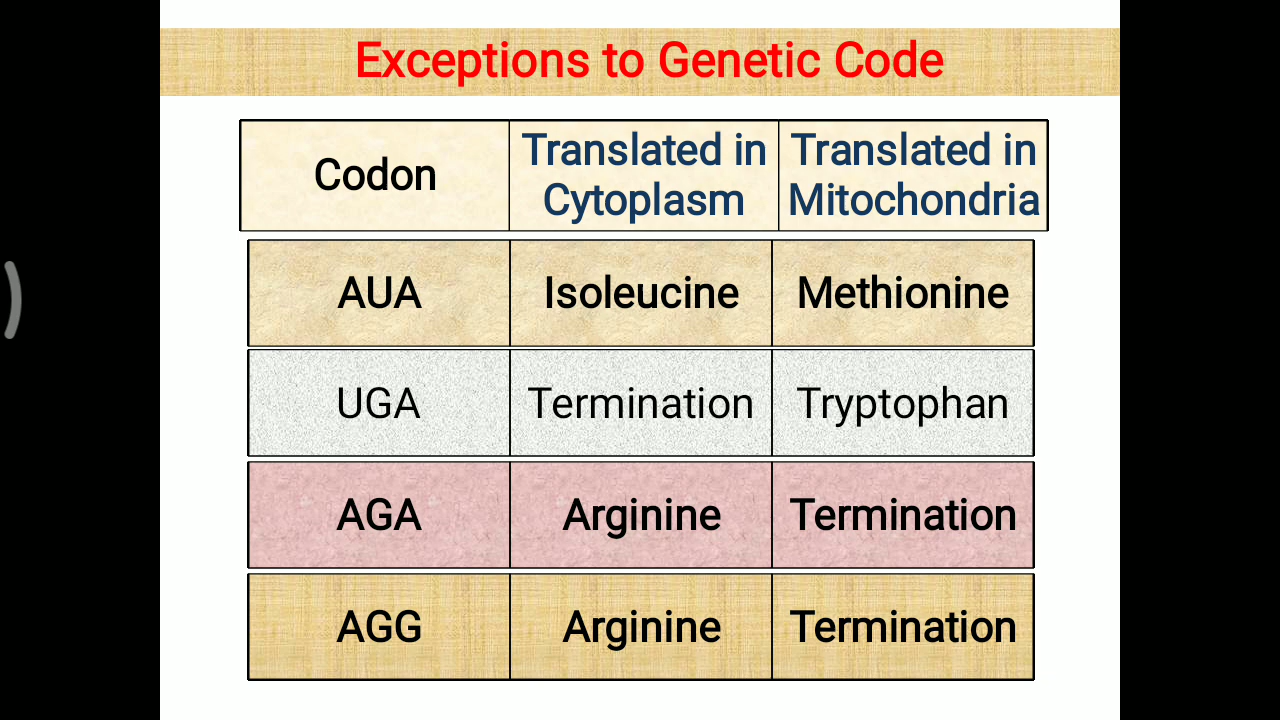 Exceptions to Genetic Code
Codon
Translated in
Cytoplasm
Translated in
Mitochondria
AUA Isoleucine Methionine
UGA Termination Tryptophan
AGA Arginine Termination
AGG Arginine Termination